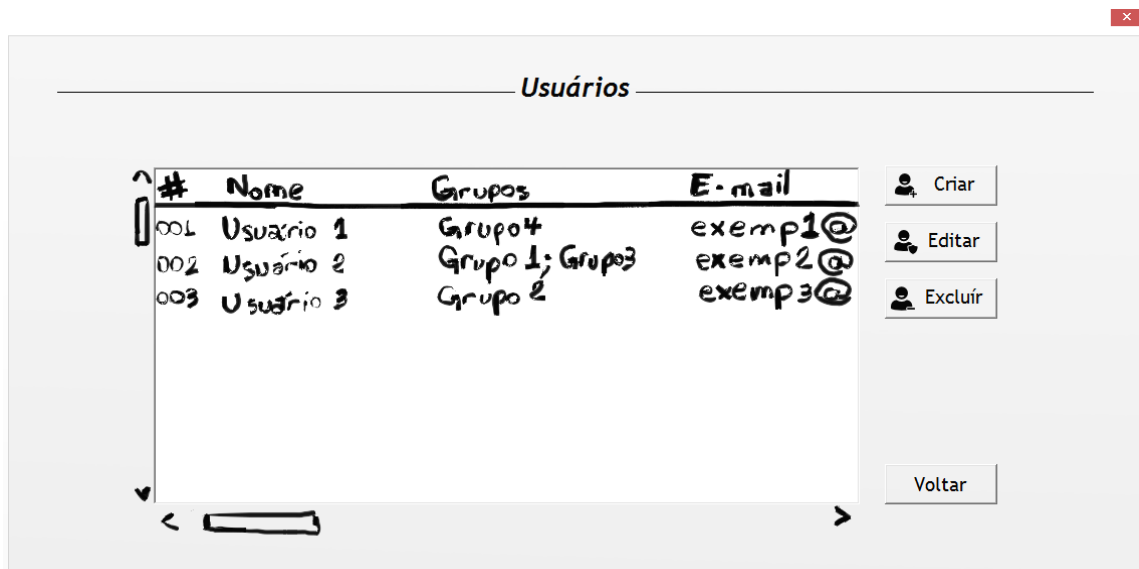 Usuários
# Nome Grupos E-mail
001 Usuário 1 Grupo4 exemp1@
002 Usuário 2 Grupo 1; Grupo3 exemp2@
003 Usuário 3 Grupo 2 exemp3@
Criar
Editar
Excluír
Voltar